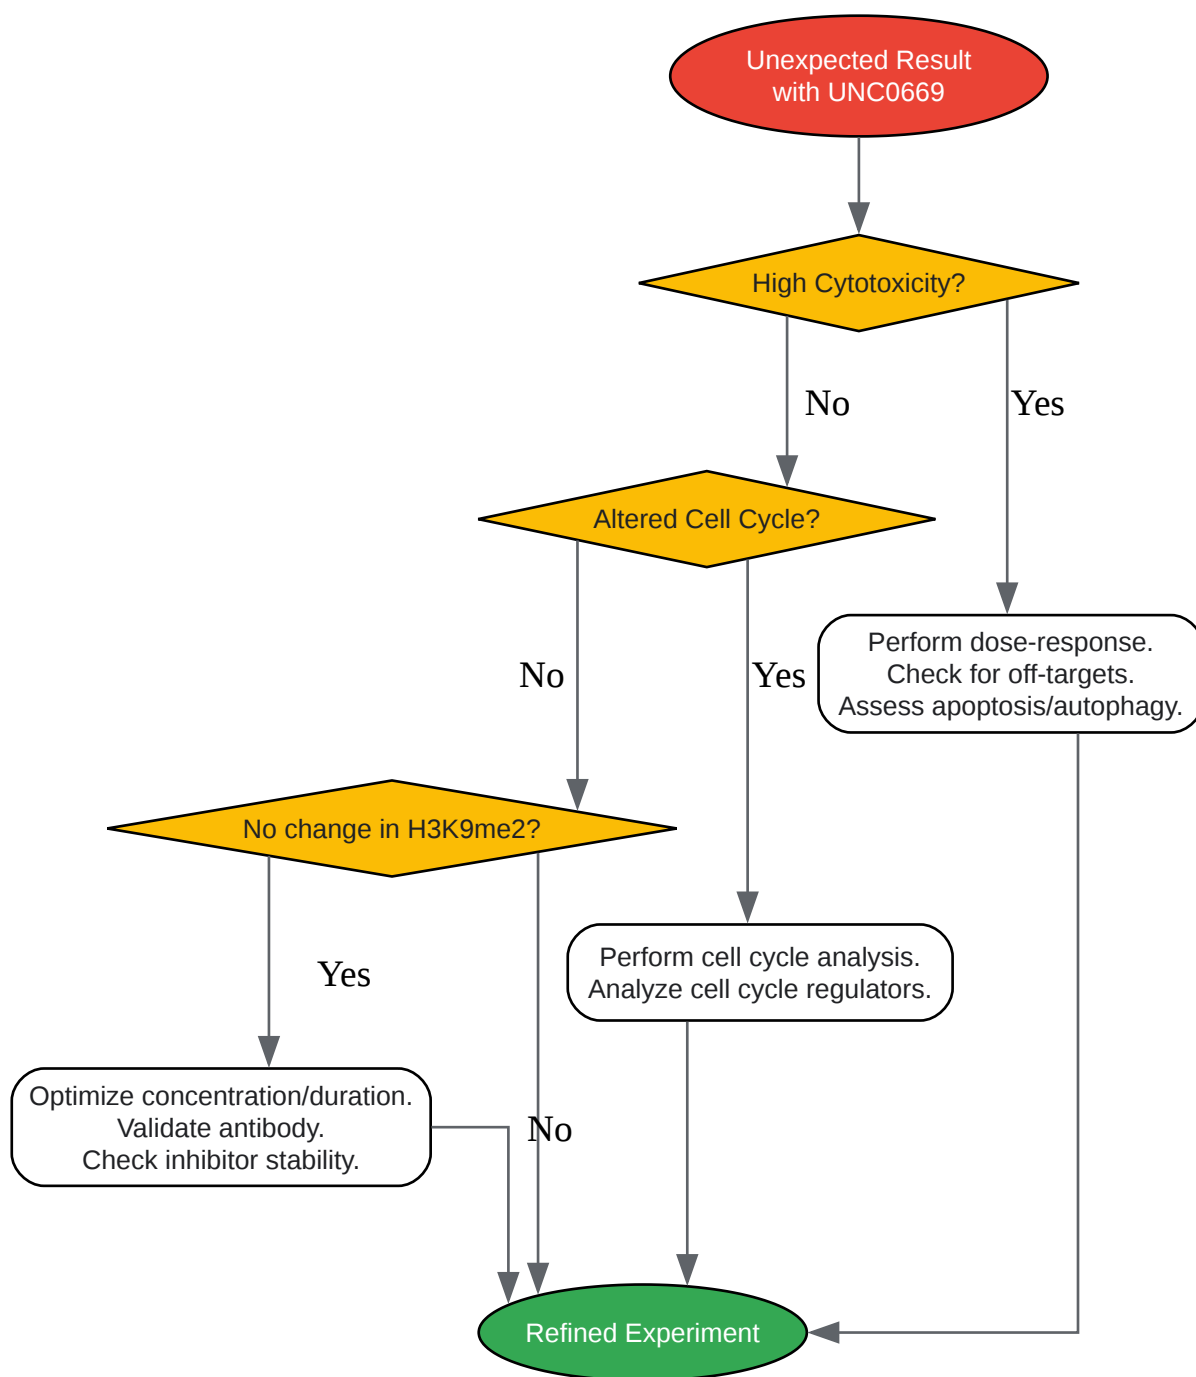 Unexpected Result
with UNC0669
High Cytotoxicity?
No
Yes
Altered Cell Cycle?
No
Yes
Perform dose-response.
Check for off-targets.
Assess apoptosis/autophagy.
No change in H3K9me2?
Yes
No
Perform cell cycle analysis.
Analyze cell cycle regulators.
Optimize concentration/duration.
Validate antibody.
Check inhibitor stability.
Refined Experiment